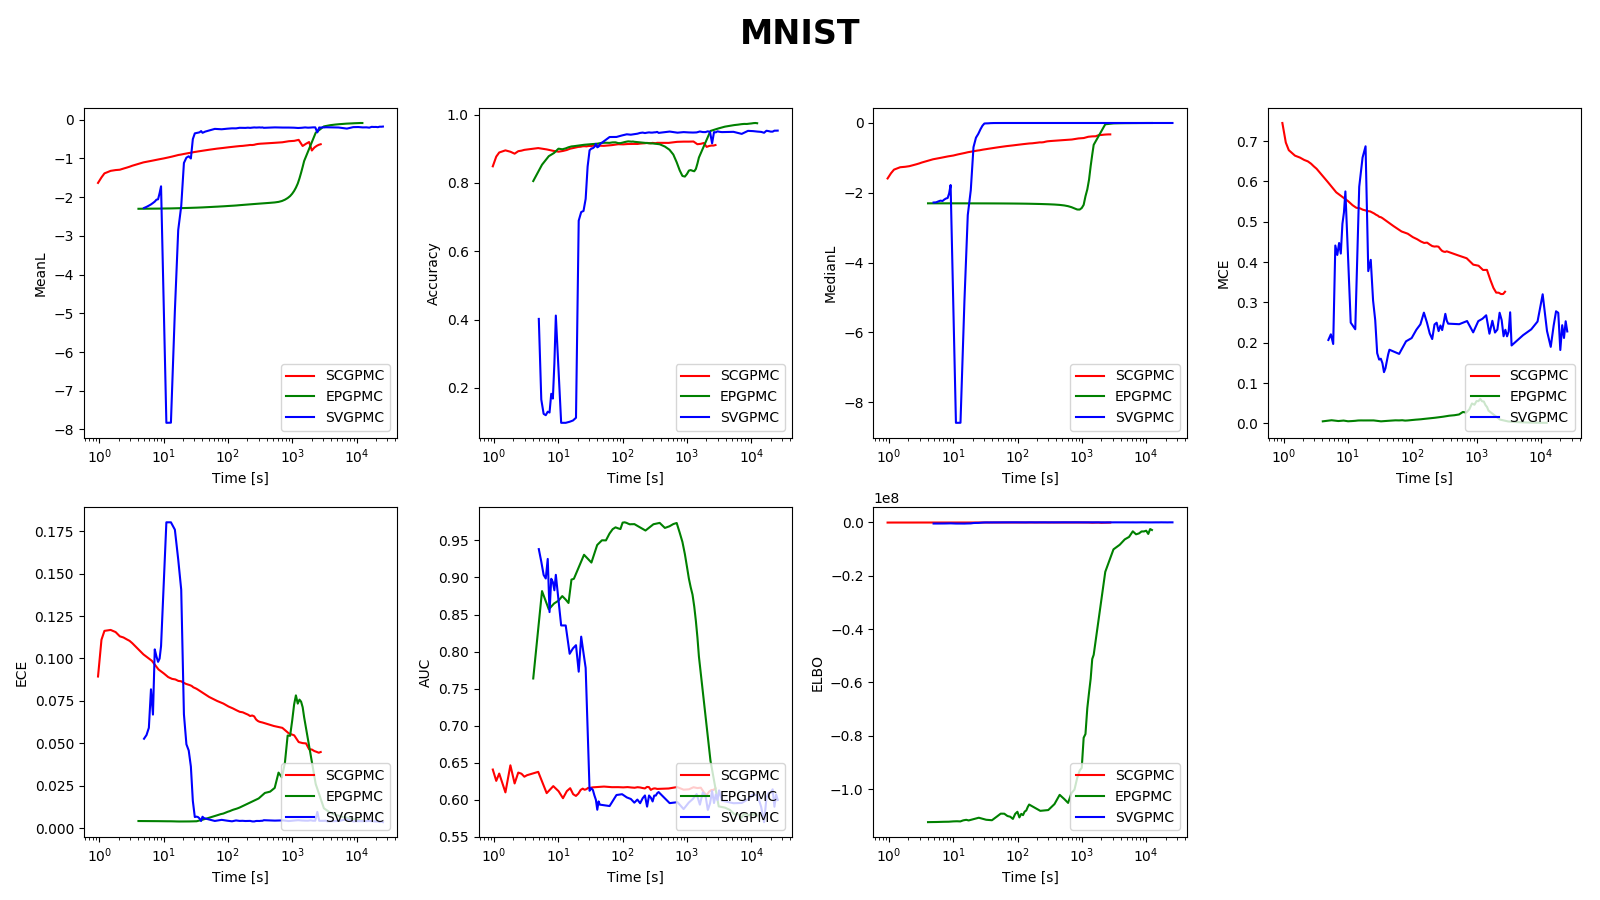 MNIST
MeanL
0
−1
−2
−3
−4
−5
−6
−7
−8
10^0 10^1 10^2 10^3 10^4
Time [s]
SCGPMC
EPGPMC
SVGPMC
Accuracy
1.0
0.8
0.6
0.4
0.2
10^0 10^1 10^2 10^3 10^4
Time [s]
SCGPMC
EPGPMC
SVGPMC
MedianL
0
−2
−4
−6
−8
10^0 10^1 10^2 10^3 10^4
Time [s]
SCGPMC
EPGPMC
SVGPMC
MCE
0.7
0.6
0.5
0.4
0.3
0.2
0.1
0.0
10^0 10^1 10^2 10^3 10^4
Time [s]
SCGPMC
EPGPMC
SVGPMC
ECE
0.175
0.150
0.125
0.100
0.075
0.050
0.025
0.000
10^0 10^1 10^2 10^3 10^4
Time [s]
SCGPMC
EPGPMC
SVGPMC
AUC
0.95
0.90
0.85
0.80
0.75
0.70
0.65
0.60
0.55
10^0 10^1 10^2 10^3 10^4
Time [s]
SCGPMC
EPGPMC
SVGPMC
1e8
ELBO
0.0
−0.2
−0.4
−0.6
−0.8
−1.0
10^0 10^1 10^2 10^3 10^4
Time [s]
SCGPMC
EPGPMC
SVGPMC